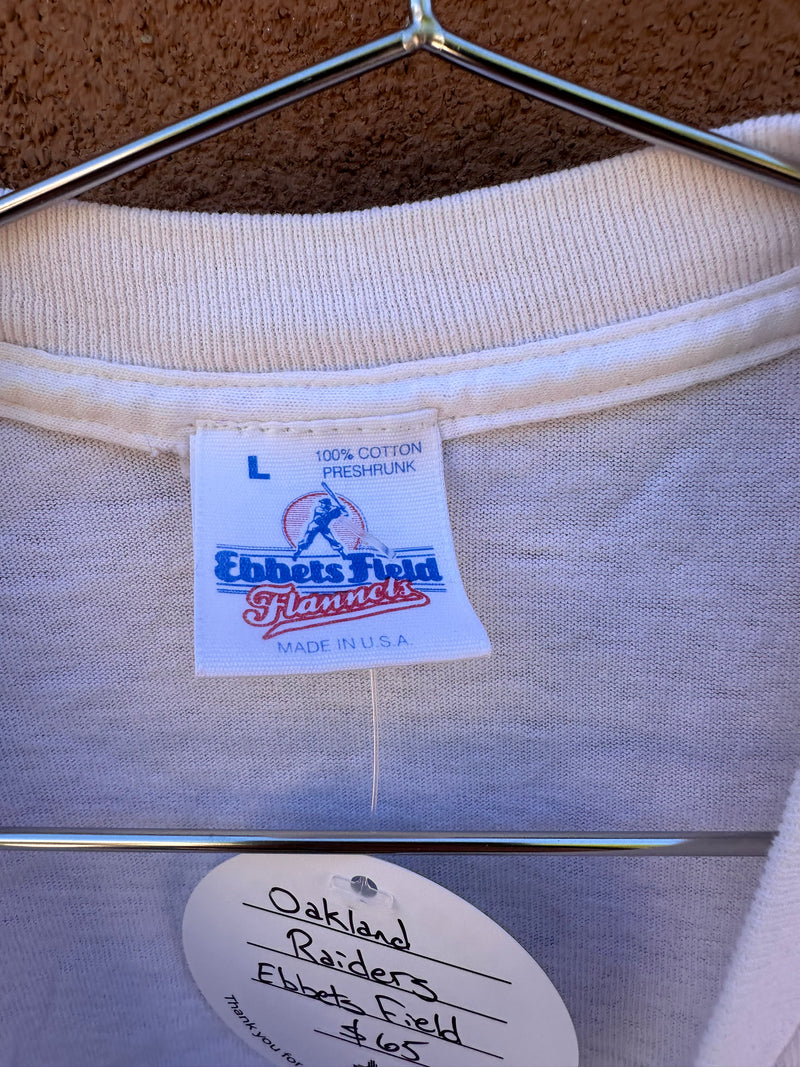 L
100% COTTON
PRESHRUNK
Ebbets Field
Flannels
MADE IN U.S.A.
Oakland
Raiders
Ebbets Field
$65
Thank you for